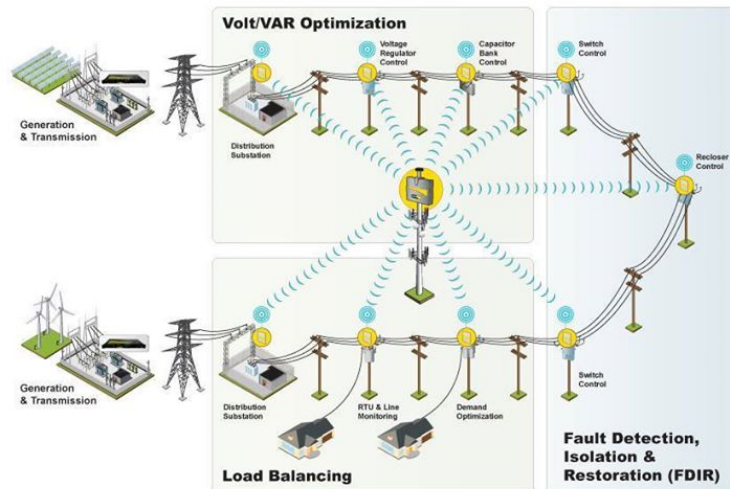 Volt/VAR Optimization
Voltage
Regulator
Control
Capacitor
Bank
Control
Switch
Control
Generation
& Transmission
Distribution
Substation
Recloser
Control
Generation
& Transmission
Distribution
Substation
RTU & Line
Monitoring
Demand
Optimization
Switch
Control
Load Balancing
Fault Detection,
Isolation &
Restoration (FDIR)